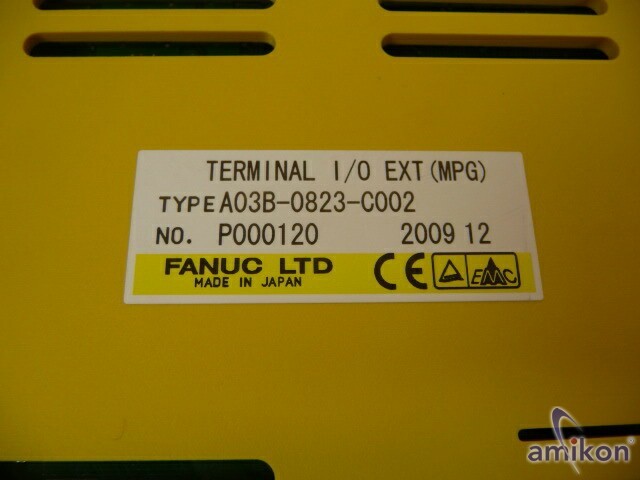 TERMINAL I/O EXT(MPG)
TYPE A03B-0823-C002
NO. P000120 2009 12
FANUC LTD CE EMC
MADE IN JAPAN
amikon®